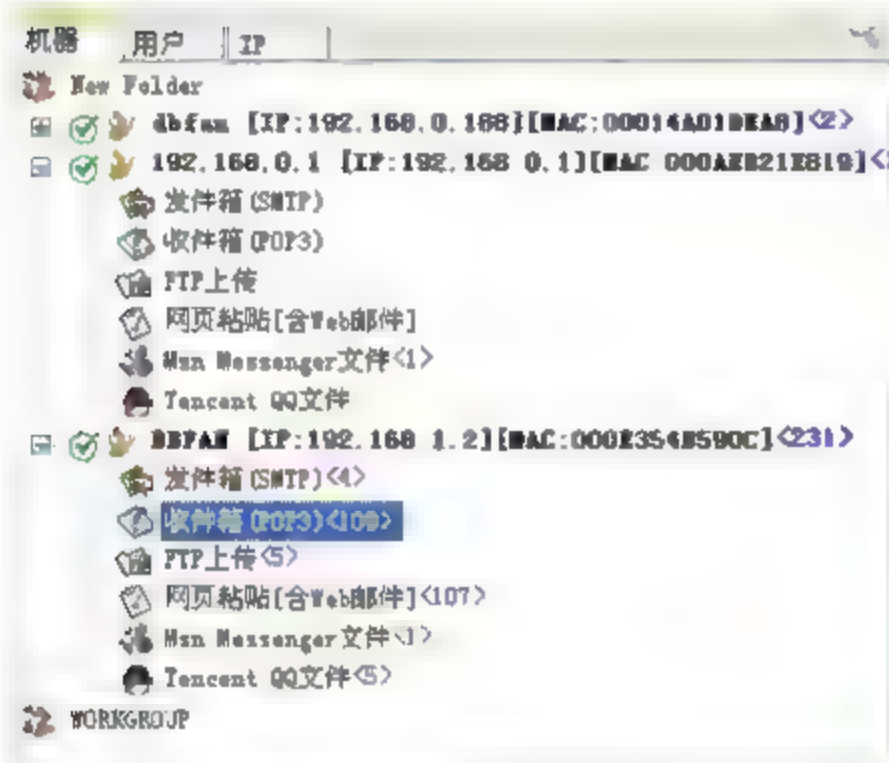 机器 用户 IP
New Folder
dbfan [IP:192.168.0.168][MAC:00014A01BEA8]<2>
192.168.0.1 [IP:192.168 0.1][MAC 000AEB21E819]
发件箱(SMTP)
收件箱(POP3)
FTP上传
网页粘贴[含Web邮件]
Msn Messenger文件<1>
Tencent QQ文件
DBFAN [IP:192.168 1.2][MAC:000E354B590C]<231>
发件箱(SMTP)<4>
收件箱(POP3)<109>
FTP上传<5>
网页粘贴[含Web邮件]<107>
Msn Messenger文件<1>
Tencent QQ文件<5>
WORKGROUP